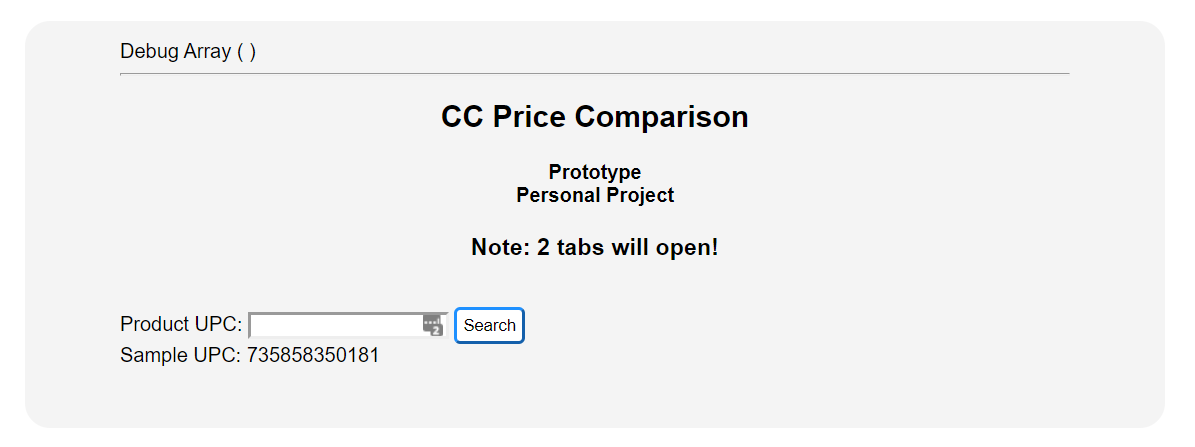 Debug Array ( )
CC Price Comparison
Prototype
Personal Project
Note: 2 tabs will open!
Product UPC: 2 Search
Sample UPC: 735858350181